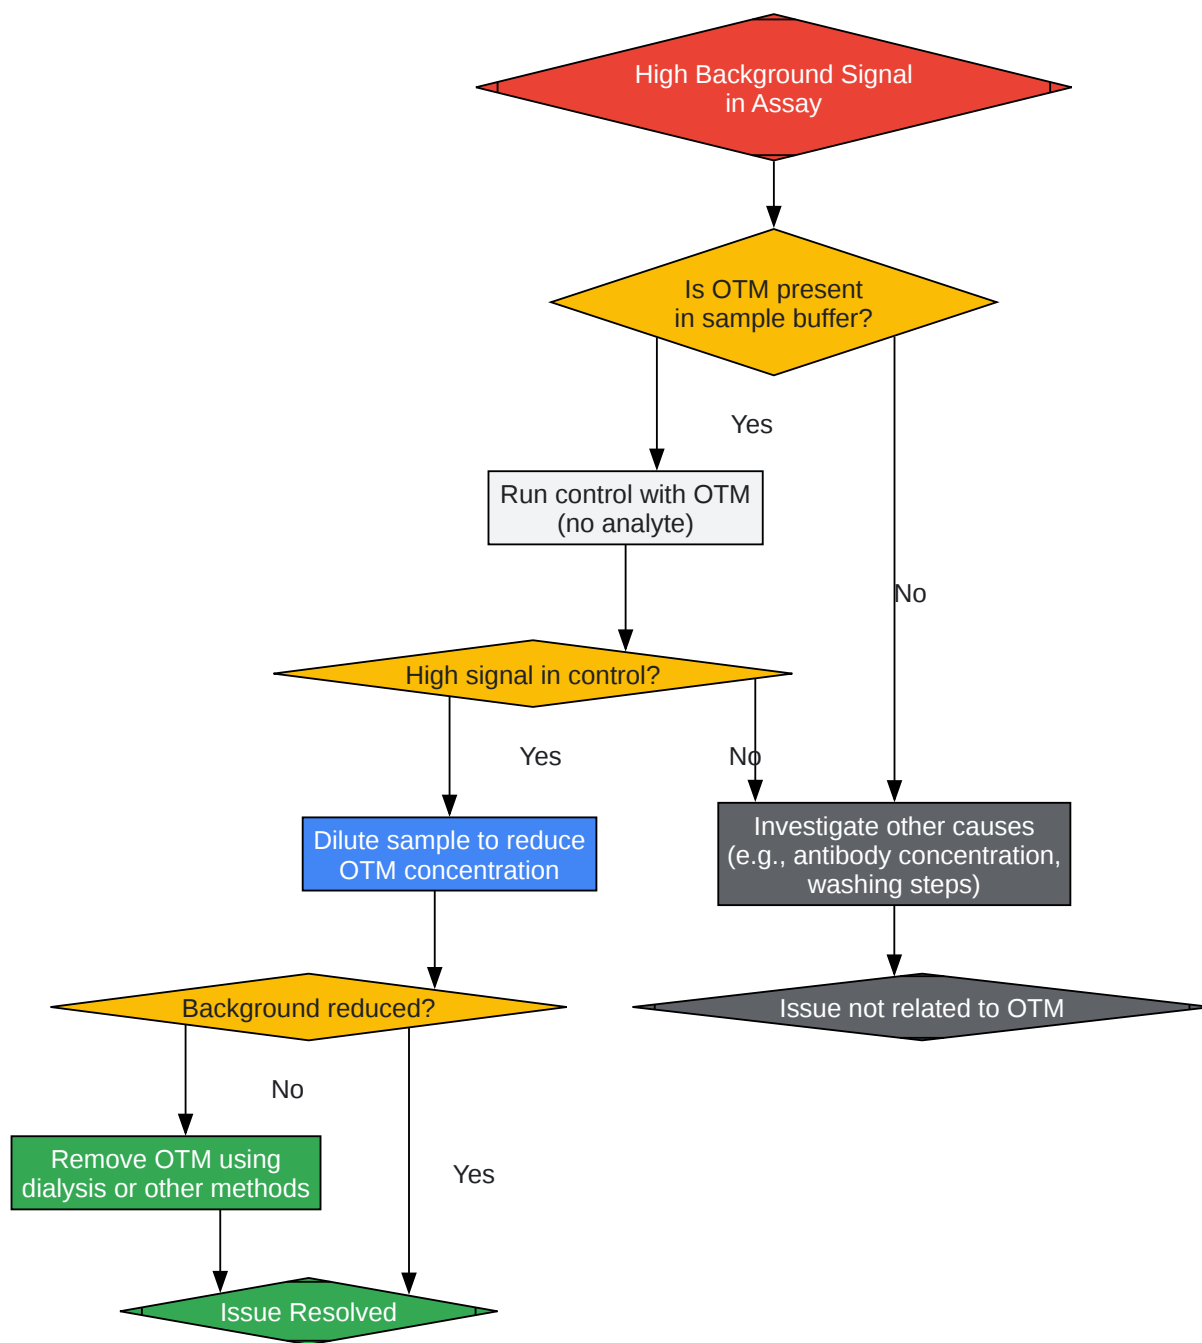 High Background Signal
in Assay
Is OTM present
in sample buffer?
Yes
Run control with OTM
(no analyte)
No
High signal in control?
Yes
No
Dilute sample to reduce
OTM concentration
Investigate other causes
(e.g., antibody concentration,
washing steps)
Background reduced?
Issue not related to OTM
No
Remove OTM using
dialysis or other methods
Yes
Issue Resolved